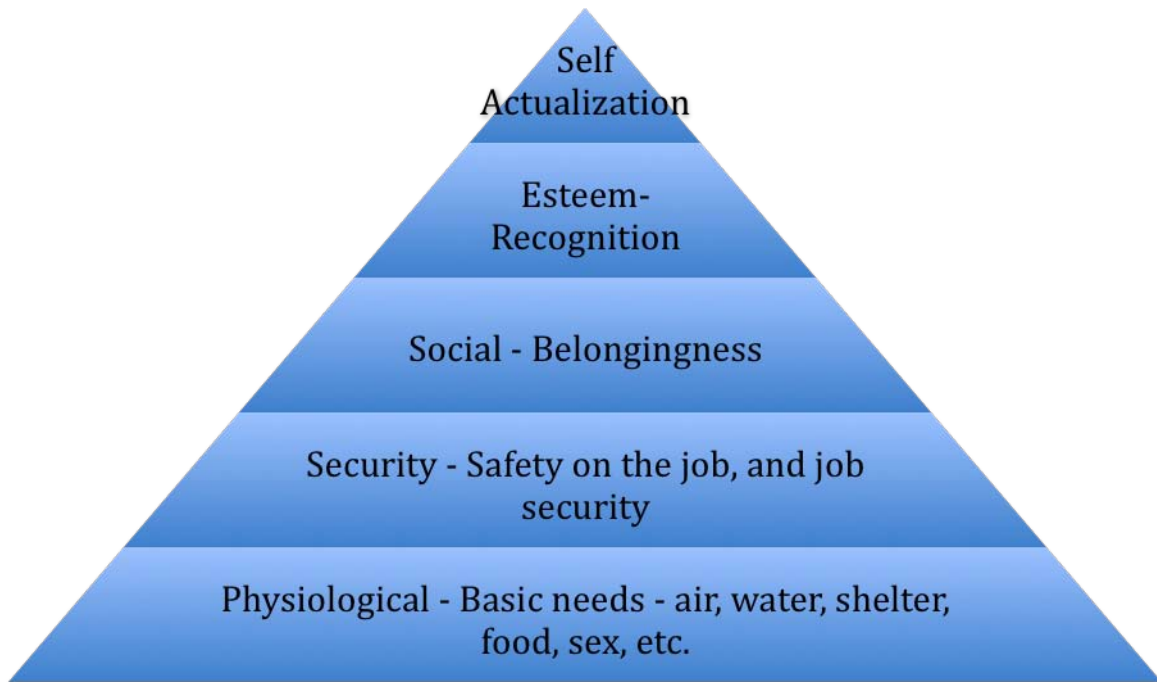 Self
Actualization
Esteem-
Recognition
Social - Belongingness
Security - Safety on the job, and job
security
Physiological - Basic needs - air, water, shelter,
food, sex, etc.